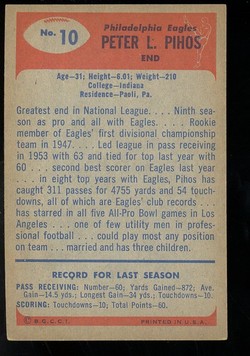 Philadelphia Eagles
No. 10 PETER L. PIHOS
END
Age—31; Height—6.01; Weight—210
College—Indiana
Residence—Paoli, Pa.
Greatest end in National League. . . . Ninth sea-
son as pro and all with Eagles. . . . Rookie
member of Eagles' first divisional championship
team in 1947. . . . Led league in pass receiving
in 1953 with 63 and tied for top last year with
60 . . . second best scorer on Eagles last year
. . . in eight years with Eagles, Pihos has
caught 311 passes for 4755 yards and 54 touch-
downs, all of which are Eagles' club records . . .
has starred in all five All-Pro Bowl games in Los
Angeles . . . one of few utility men in profes-
sional football . . . could play most any position
on team . . . married and has three children.
RECORD FOR LAST SEASON
PASS RECEIVING: Number—60; Yards Gained—872; Ave.
Gain—14.5 yds.; Longest Gain—34 yds.; Touchdowns—10.
SCORING: Touchdowns—10; Total Points—60.
© B.G.C.C.I. PRINTED IN U.S.A.